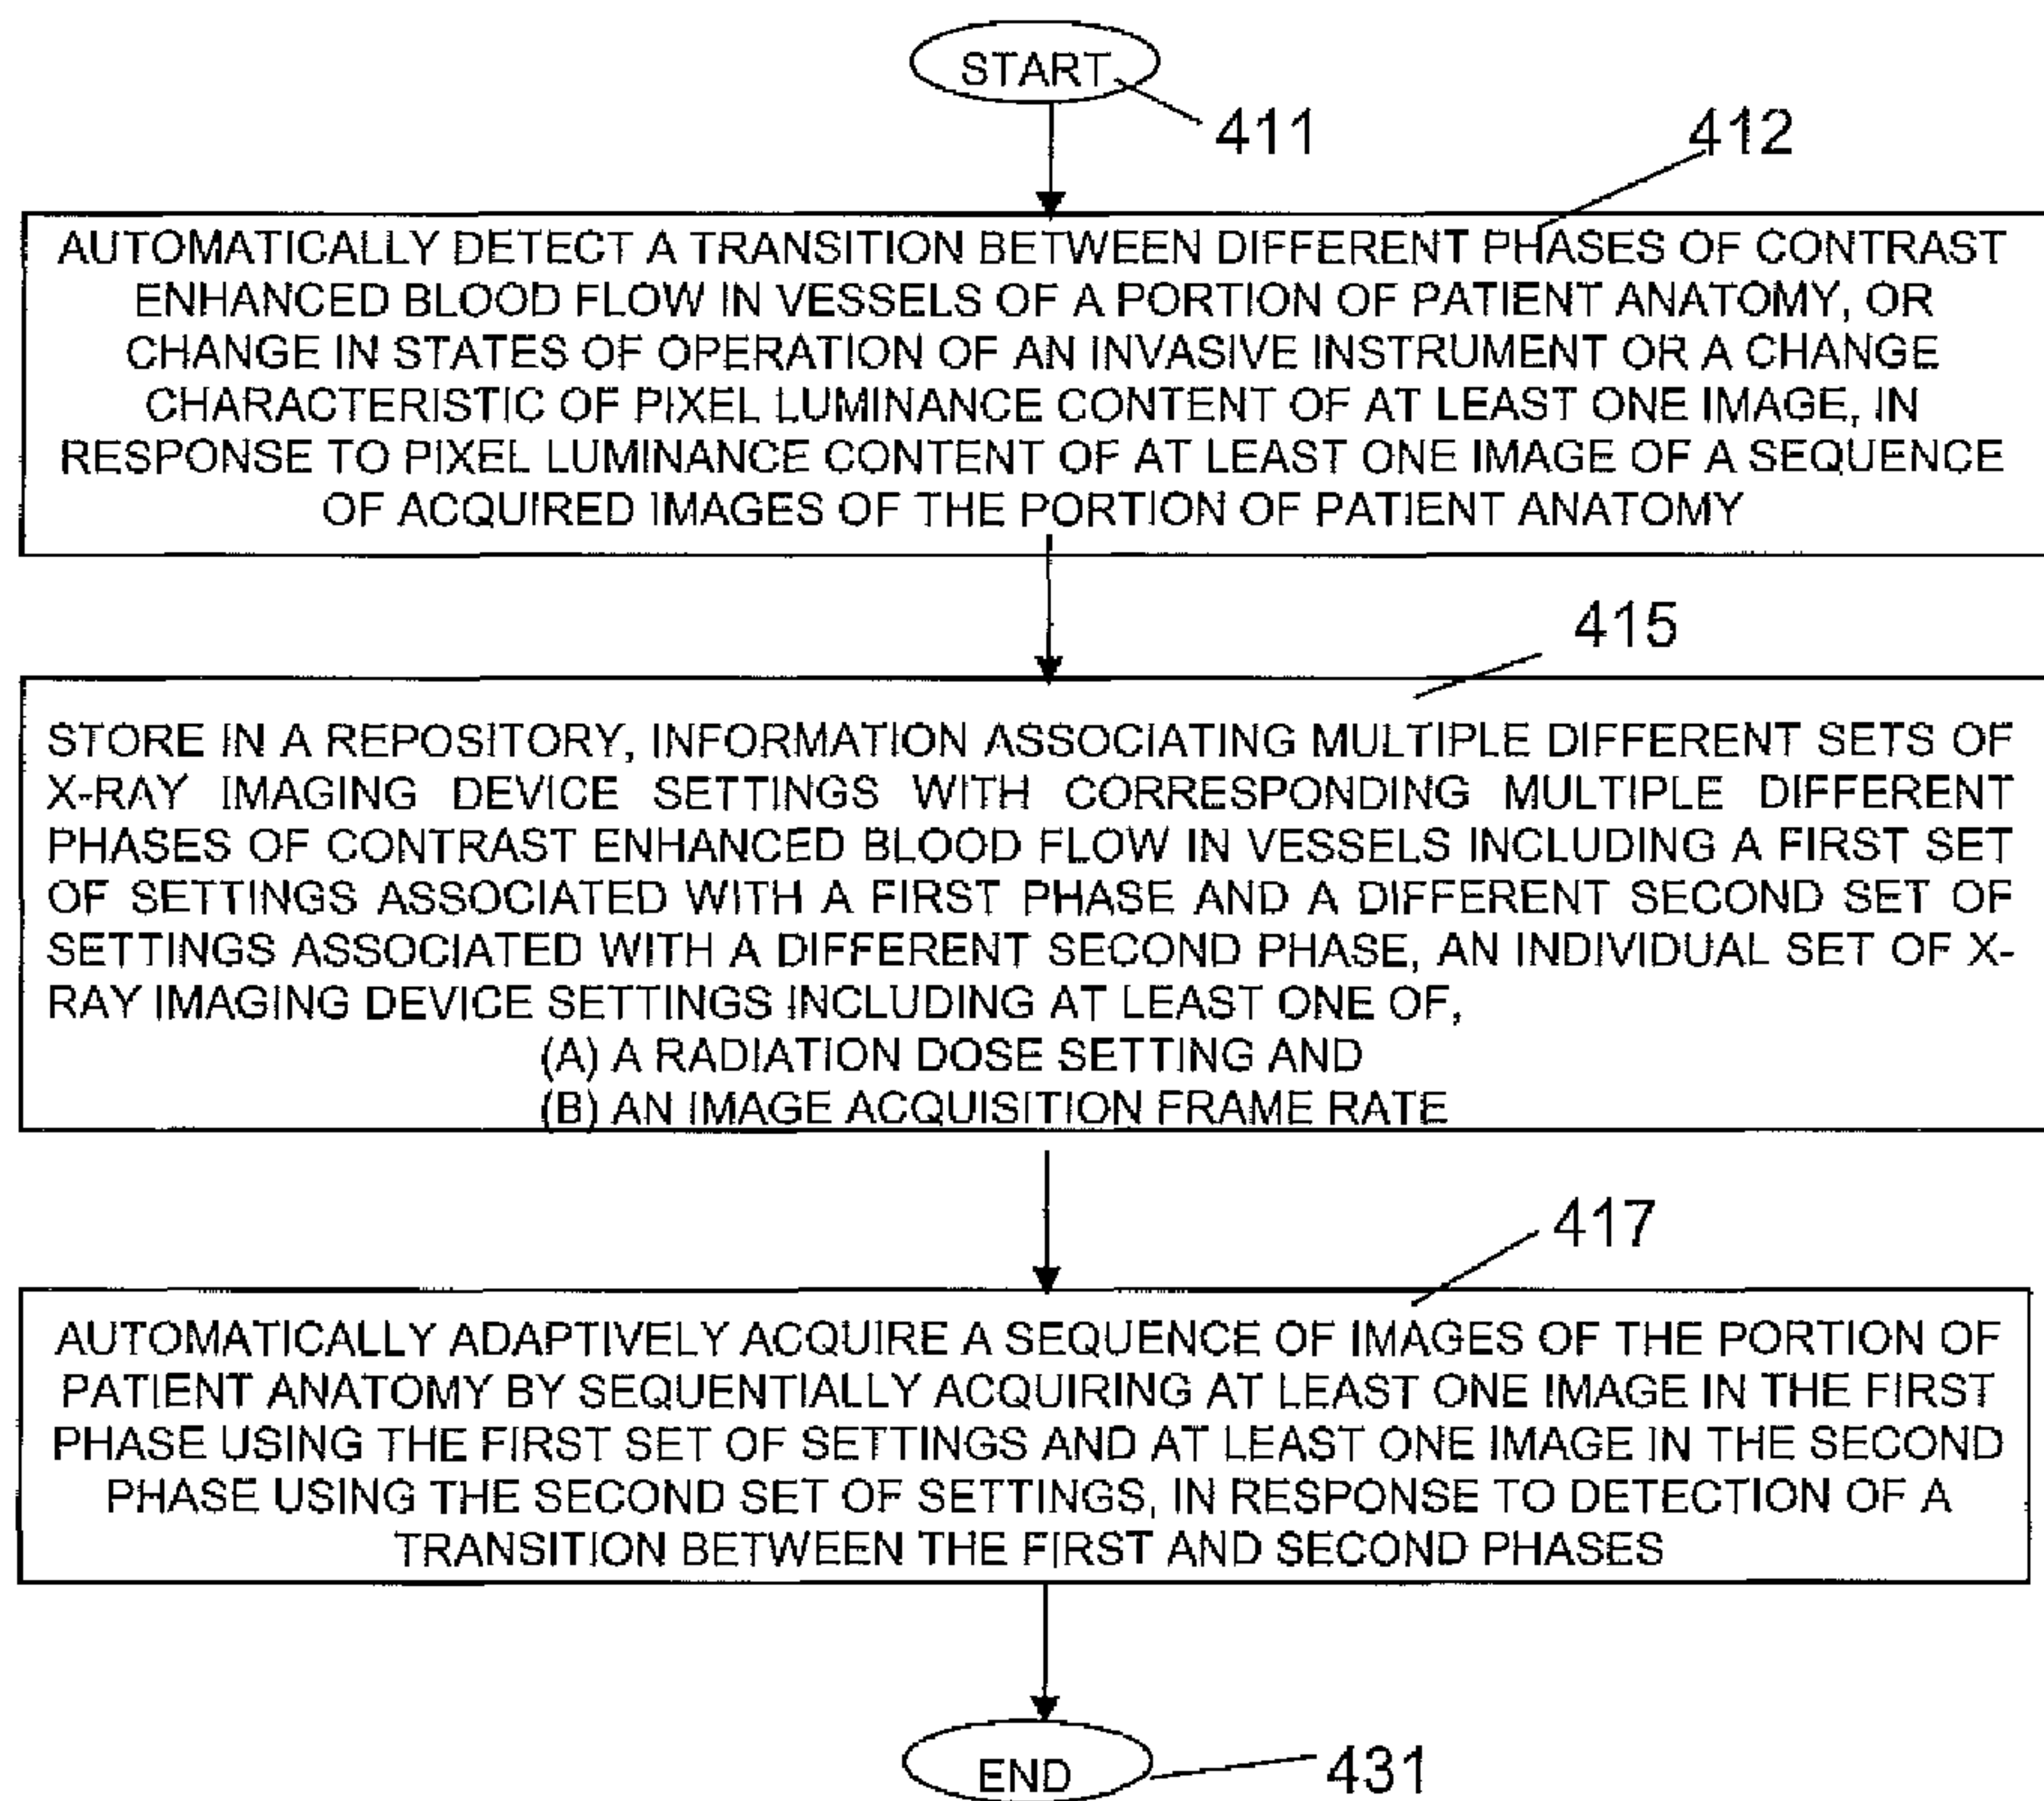 START
411
412
AUTOMATICALLY DETECT A TRANSITION BETWEEN DIFFERENT PHASES OF CONTRAST
ENHANCED BLOOD FLOW IN VESSELS OF A PORTION OF PATIENT ANATOMY, OR
CHANGE IN STATES OF OPERATION OF AN INVASIVE INSTRUMENT OR A CHANGE
CHARACTERISTIC OF PIXEL LUMINANCE CONTENT OF AT LEAST ONE IMAGE, IN
RESPONSE TO PIXEL LUMINANCE CONTENT OF AT LEAST ONE IMAGE OF A SEQUENCE
OF ACQUIRED IMAGES OF THE PORTION OF PATIENT ANATOMY
415
STORE IN A REPOSITORY, INFORMATION ASSOCIATING MULTIPLE DIFFERENT SETS OF
X-RAY IMAGING DEVICE SETTINGS WITH CORRESPONDING MULTIPLE DIFFERENT
PHASES OF CONTRAST ENHANCED BLOOD FLOW IN VESSELS INCLUDING A FIRST SET
OF SETTINGS ASSOCIATED WITH A FIRST PHASE AND A DIFFERENT SECOND SET OF
SETTINGS ASSOCIATED WITH A DIFFERENT SECOND PHASE, AN INDIVIDUAL SET OF X-
RAY IMAGING DEVICE SETTINGS INCLUDING AT LEAST ONE OF,
(A) A RADIATION DOSE SETTING AND
(B) AN IMAGE ACQUISITION FRAME RATE
417
AUTOMATICALLY ADAPTIVELY ACQUIRE A SEQUENCE OF IMAGES OF THE PORTION OF
PATIENT ANATOMY BY SEQUENTIALLY ACQUIRING AT LEAST ONE IMAGE IN THE FIRST
PHASE USING THE FIRST SET OF SETTINGS AND AT LEAST ONE IMAGE IN THE SECOND
PHASE USING THE SECOND SET OF SETTINGS, IN RESPONSE TO DETECTION OF A
TRANSITION BETWEEN THE FIRST AND SECOND PHASES
END
431